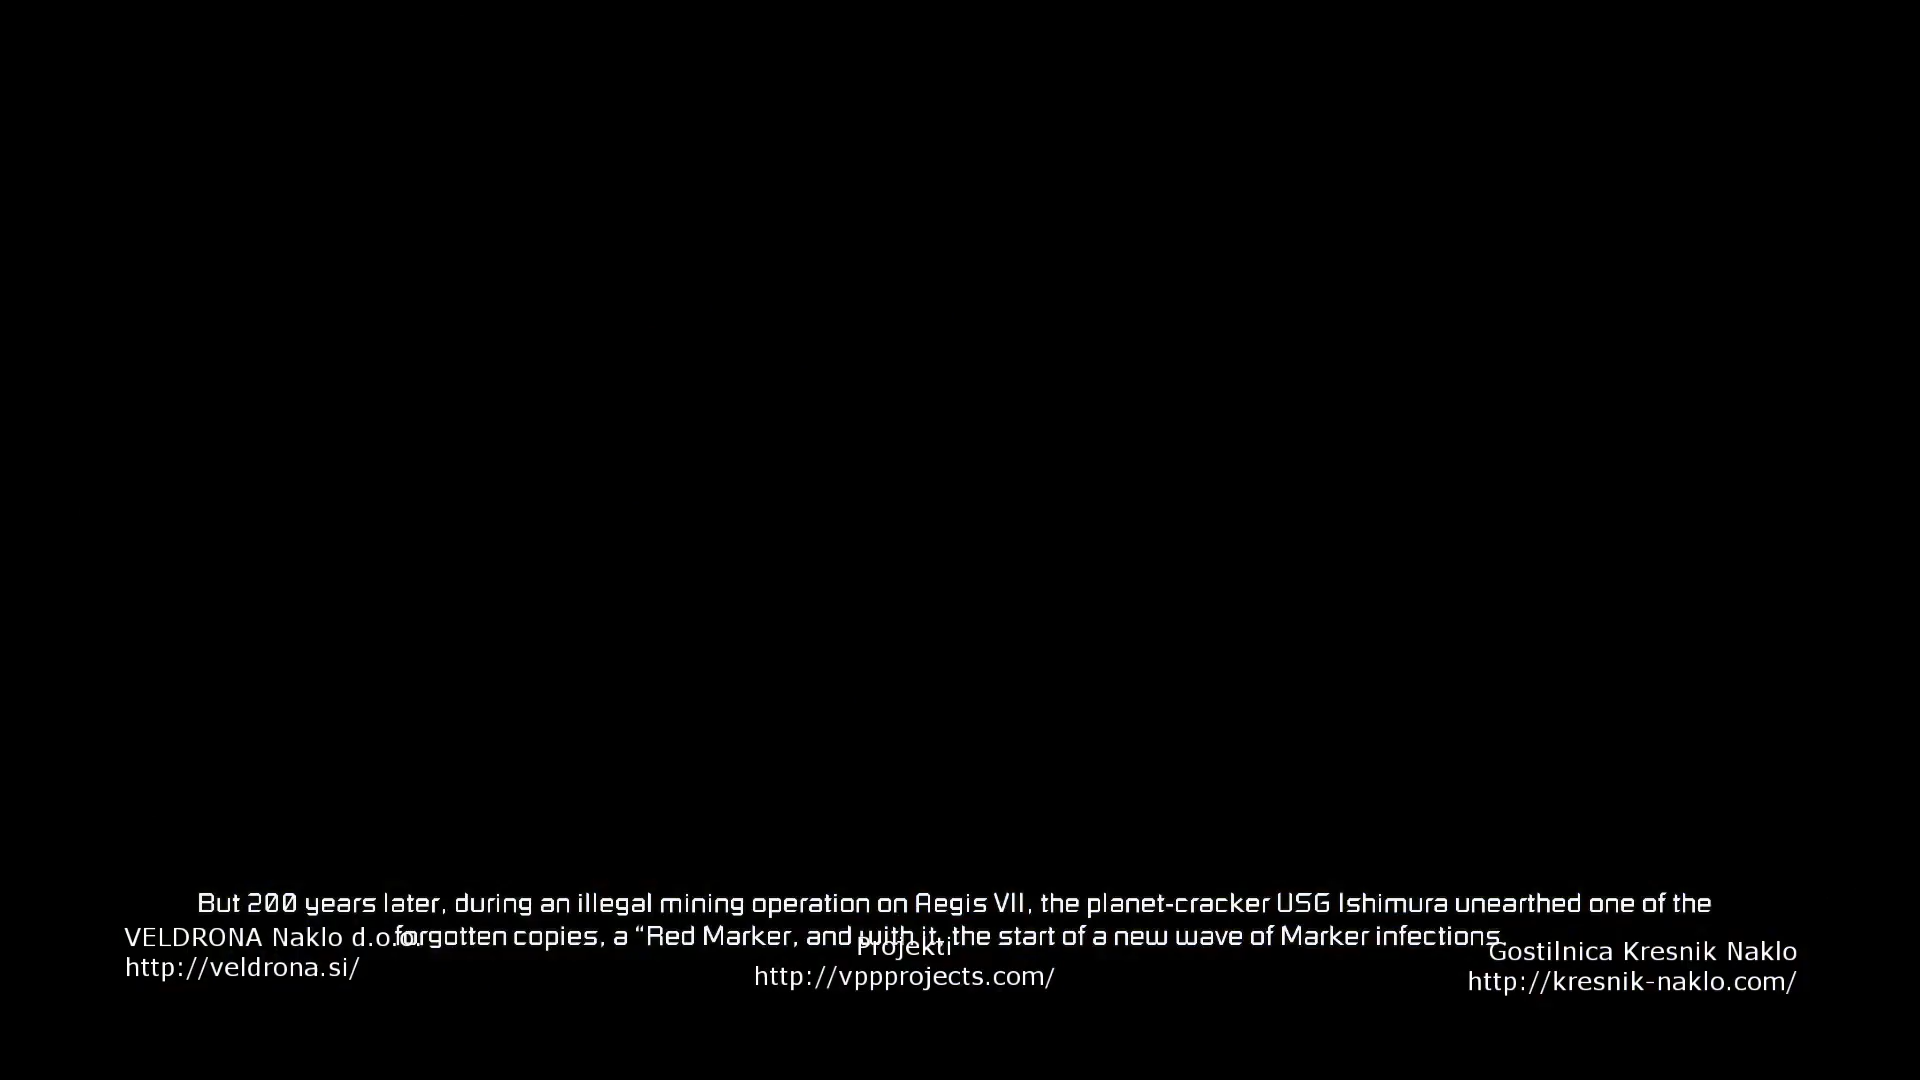 But 200 years later, during an illegal mining operation on Aegis VII, the planet-cracker USG Ishimura unearthed one of the
forgotten copies, a “Red Marker, and with it, the start of a new wave of Marker infections.
VELDRONA Naklo d.o.o.
http://veldrona.si/
Projekti
http://vppprojects.com/
Gostilnica Kresnik Naklo
http://kresnik-naklo.com/